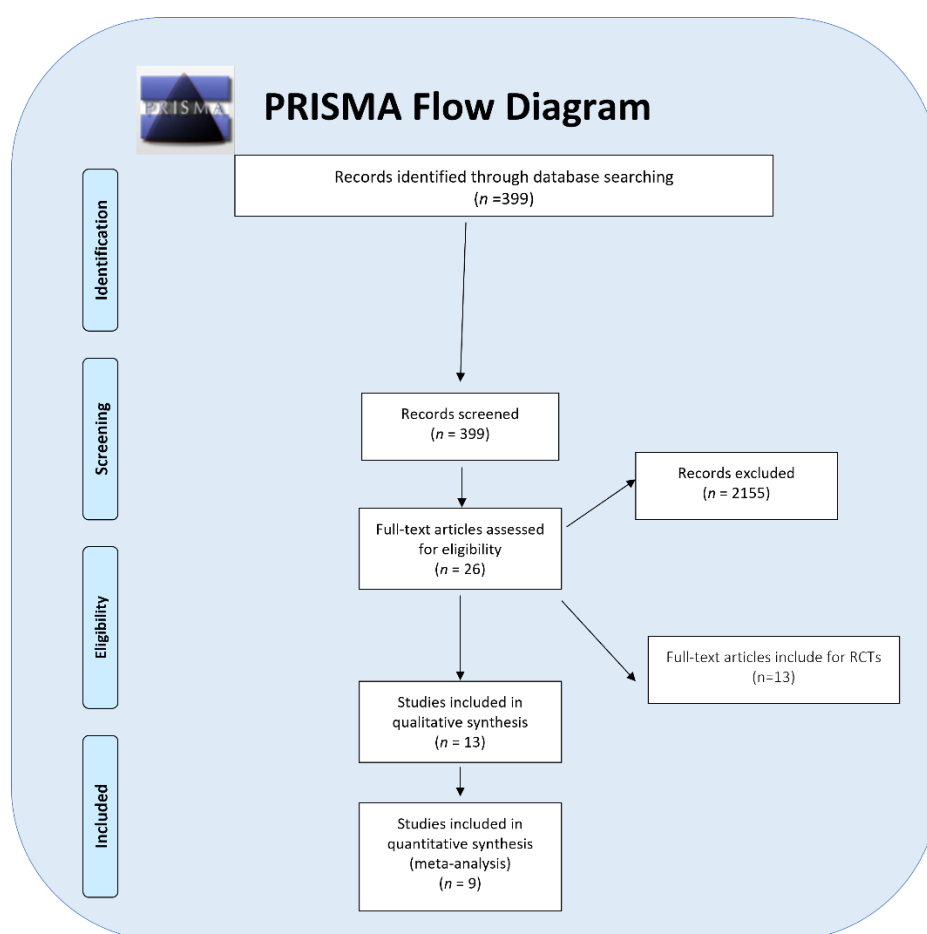 PRISMA
PRISMA Flow Diagram
Records identified through database searching
(n =399)
Identification
Screening
Records screened
(n = 399)
Records excluded
(n = 2155)
Full-text articles assessed
for eligibility
(n = 26)
Eligibility
Full-text articles include for RCTs
(n=13)
Studies included in
qualitative synthesis
(n = 13)
Included
Studies included in
quantitative synthesis
(meta-analysis)
(n = 9)